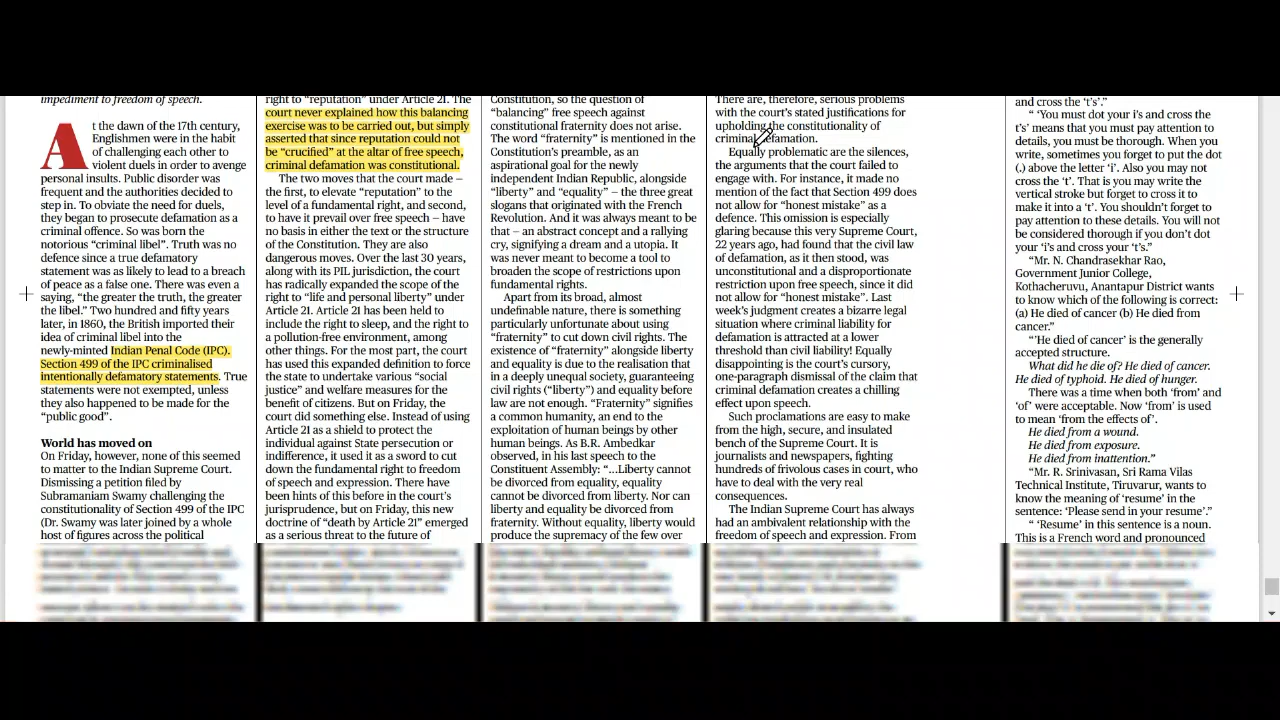 impediment to freedom of speech.
At the dawn of the 17th century,
Englishmen were in the habit
of challenging each other to
violent duels in order to avenge
personal insults. Public disorder was
frequent and the authorities decided to
step in. To obviate the need for duels,
they began to prosecute defamation as a
criminal offence. So was born the
notorious “criminal libel”. Truth was no
defence since a true defamatory
statement was as likely to lead to a breach
of peace as a false one. There was even a
saying, “the greater the truth, the greater
the libel.” Two hundred and fifty years
later, in 1860, the British imported their
idea of criminal libel into the
newly-minted Indian Penal Code (IPC).
Section 499 of the IPC criminalised
intentionally defamatory statements. True
statements were not exempted, unless
they also happened to be made for the
“public good”.
World has moved on
On Friday, however, none of this seemed
to matter to the Indian Supreme Court.
Dismissing a petition filed by
Subramaniam Swamy challenging the
constitutionality of Section 499 of the IPC
(Dr. Swamy was later joined by a whole
host of figures across the political
right to “reputation” under Article 21. The
court never explained how this balancing
exercise was to be carried out, but simply
asserted that since reputation could not
be “crucified” at the altar of free speech,
criminal defamation was constitutional.
The two moves that the court made –
the first, to elevate “reputation” to the
level of a fundamental right, and second,
to have it prevail over free speech – have
no basis in either the text or the structure
of the Constitution. They are also
dangerous moves. Over the last 30 years,
along with its PIL jurisdiction, the court
has radically expanded the scope of the
right to “life and personal liberty” under
Article 21. Article 21 has been held to
include the right to sleep, and the right to
a pollution-free environment, among
other things. For the most part, the court
has used this expanded definition to force
the state to undertake various “social
justice” and welfare measures for the
benefit of citizens. But on Friday, the
court did something else. Instead of using
Article 21 as a shield to protect the
individual against State persecution or
indifference, it used it as a sword to cut
down the fundamental right to freedom
of speech and expression. There have
been hints of this before in the court’s
jurisprudence, but on Friday, this new
doctrine of “death by Article 21” emerged
as a serious threat to the future of
Constitution, so the question of
“balancing” free speech against
constitutional fraternity does not arise.
The word “fraternity” is mentioned in the
Constitution’s preamble, as an
aspirational goal for the newly
independent Indian Republic, alongside
“liberty” and “equality” – the three great
slogans that originated with the French
Revolution. And it was always meant to be
that – an abstract concept and a rallying
cry, signifying a dream and a utopia. It
was never meant to become a tool to
broaden the scope of restrictions upon
fundamental rights.
Apart from its broad, almost
undefinable nature, there is something
particularly unfortunate about using
“fraternity” to cut down civil rights. The
existence of “fraternity” alongside liberty
and equality is due to the realisation that
in a deeply unequal society, guaranteeing
civil rights (“liberty”) and equality before
law are not enough. “Fraternity” signifies
a common humanity, an end to the
exploitation of human beings by other
human beings. As B.R. Ambedkar
observed, in his last speech to the
Constituent Assembly: “...Liberty cannot
be divorced from equality, equality
cannot be divorced from liberty. Nor can
liberty and equality be divorced from
fraternity. Without equality, liberty would
produce the supremacy of the few over
There are, therefore, serious problems
with the court’s stated justifications for
upholding the constitutionality of
criminal defamation.
Equally problematic are the silences,
the arguments that the court failed to
engage with. For instance, it made no
mention of the fact that Section 499 does
not allow for “honest mistake” as a
defence. This omission is especially
glaring because this very Supreme Court,
22 years ago, had found that the civil law
of defamation, as it then stood, was
unconstitutional and a disproportionate
restriction upon free speech, since it did
not allow for “honest mistake”. Last
week’s judgment creates a bizarre legal
situation where criminal liability for
defamation is attracted at a lower
threshold than civil liability! Equally
disappointing is the court’s cursory,
one-paragraph dismissal of the claim that
criminal defamation creates a chilling
effect upon speech.
Such proclamations are easy to make
from the high, secure, and insulated
bench of the Supreme Court. It is
journalists and newspapers, fighting
hundreds of frivolous cases in court, who
have to deal with the very real
consequences.
The Indian Supreme Court has always
had an ambivalent relationship with the
freedom of speech and expression. From
and cross the ‘t’s’.”
“ ‘You must dot your i’s and cross the
t’s’ means that you must pay attention to
details, you must be thorough. When you
write, sometimes you forget to put the dot
(.) above the letter ‘i’. Also you may not
cross the ‘t’. That is you may write the
vertical stroke but forget to cross it to
make it into a ‘t’. You shouldn’t forget to
pay attention to these details. You will not
be considered thorough if you don’t dot
your ‘i’s and cross your ‘t’s.”
“Mr. N. Chandrasekhar Rao,
Government Junior College,
Kothacheruvu, Anantapur District wants
to know which of the following is correct:
(a) He died of cancer (b) He died from
cancer.”
“‘He died of cancer’ is the generally
accepted structure.
What did he die of? He died of cancer.
He died of typhoid. He died of hunger.
There was a time when both ‘from’ and
‘of’ were acceptable. Now ‘from’ is used
to mean ‘from the effects of’.
He died from a wound.
He died from exposure.
He died from inattention.”
“Mr. R. Srinivasan, Sri Rama Vilas
Technical Institute, Tiruvarur, wants to
know the meaning of ‘resume’ in the
sentence: ‘Please send in your resume’.”
“ ‘Resume’ in this sentence is a noun.
This is a French word and pronounced